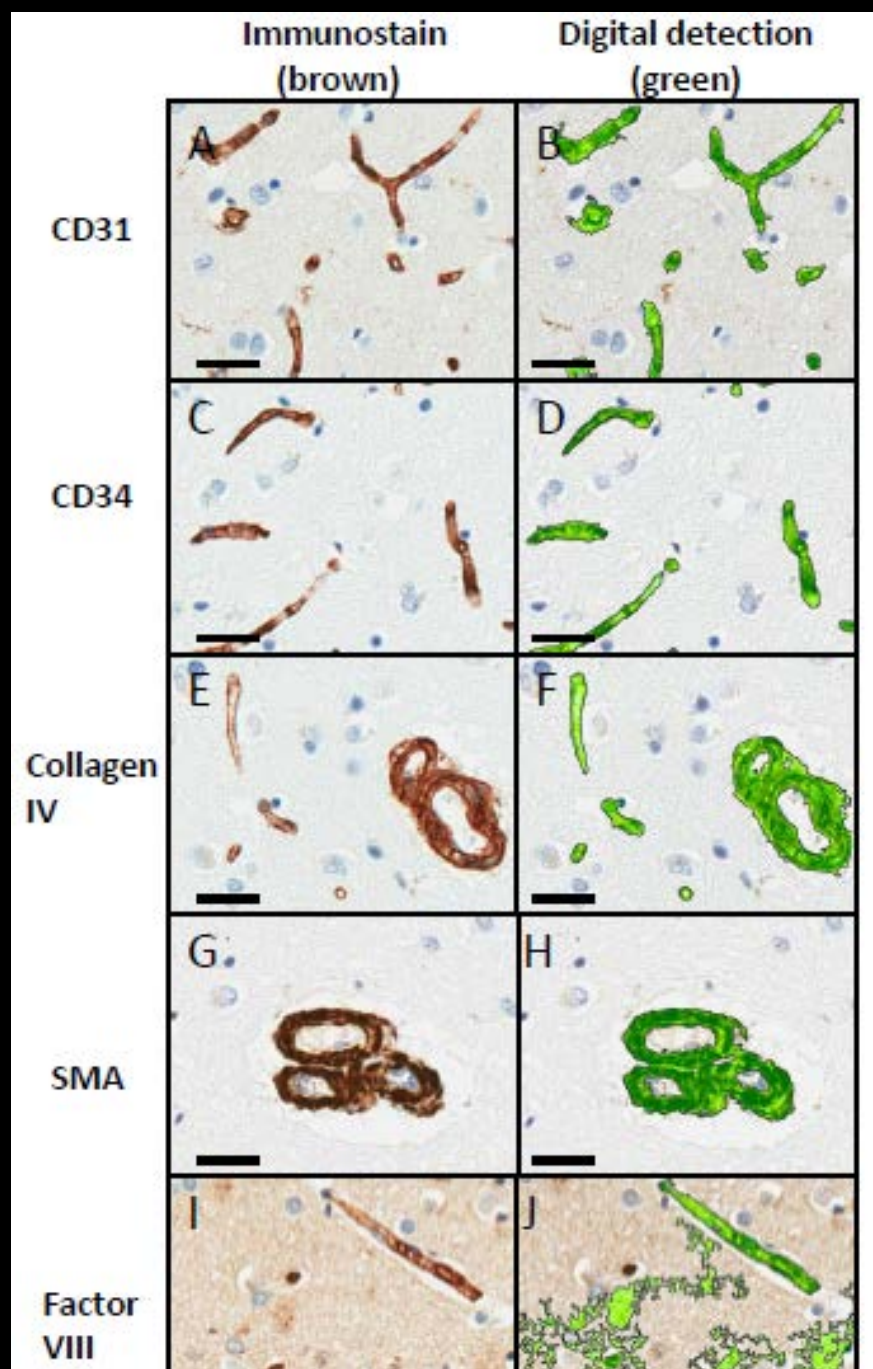 Immunostain
(brown)
Digital detection
(green)
CD31
A
B
CD34
C
D
Collagen
IV
E
F
SMA
G
H
Factor
VIII
I
J